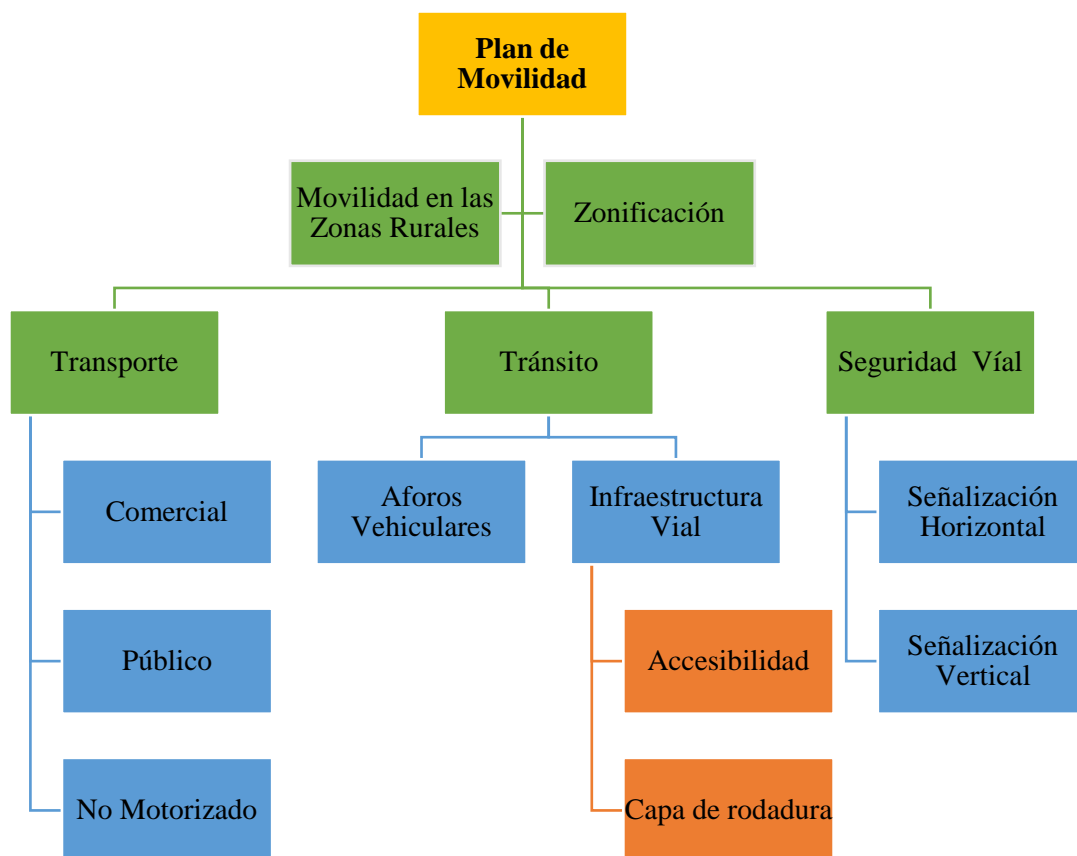 Plan de
Movilidad
Movilidad en las
Zonas Rurales
Zonificación
Transporte
Tránsito
Seguridad  Víal
Comercial
Aforos
Vehiculares
Infraestructura
Vial
Señalización
Horizontal
Público
Accesibilidad
Señalización
Vertical
No Motorizado
Capa de rodadura